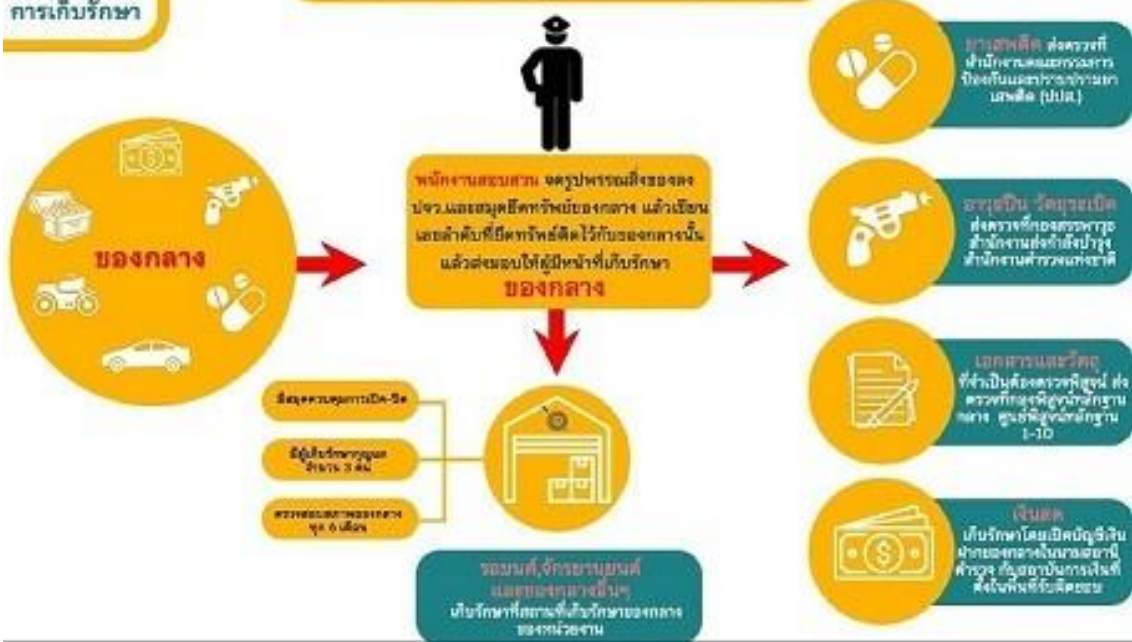 การเก็บรักษา
ของกลาง
พนักงานสอบสวน จดรูปพรรณสิ่งของลง
ปจว.และสมุดยึดทรัพย์ของกลาง แล้วเขียน
เลขลำดับที่ยึดทรัพย์ติดไว้กับของกลางนั้น
แล้วส่งมอบให้ผู้มีหน้าที่เก็บรักษา
ของกลาง
มีสมุดควบคุมการเปิด-ปิด
มีผู้เก็บรักษากุญแจ
จำนวน 3 คน
ตรวจสอบสภาพของกลาง
ทุก 6 เดือน
รถยนต์,จักรยานยนต์
และของกลางอื่นๆ
เก็บรักษาที่สถานที่เก็บรักษาของกลาง
ของหน่วยงาน
ยาเสพติด ส่งตรวจที่
สำนักงานคณะกรรมการ
ป้องกันและปราบปรามยา
เสพติด (ปปส.)
อาวุธปืน วัตถุระเบิด
ส่งตรวจที่กองสรรพาวุธ
สำนักงานส่งกำลังบำรุง
สำนักงานตำรวจแห่งชาติ
เอกสารและวัตถุ
ที่จำเป็นต้องตรวจพิสูจน์ ส่ง
ตรวจที่กองพิสูจน์หลักฐาน
กลาง ศูนย์พิสูจน์หลักฐาน
1-10
เงินสด
เก็บรักษาโดยเปิดบัญชีเงิน
ฝากของกลางในนามสถานี
ตำรวจ กับสถาบันการเงินที่
ตั้งในพื้นที่รับผิดชอบ